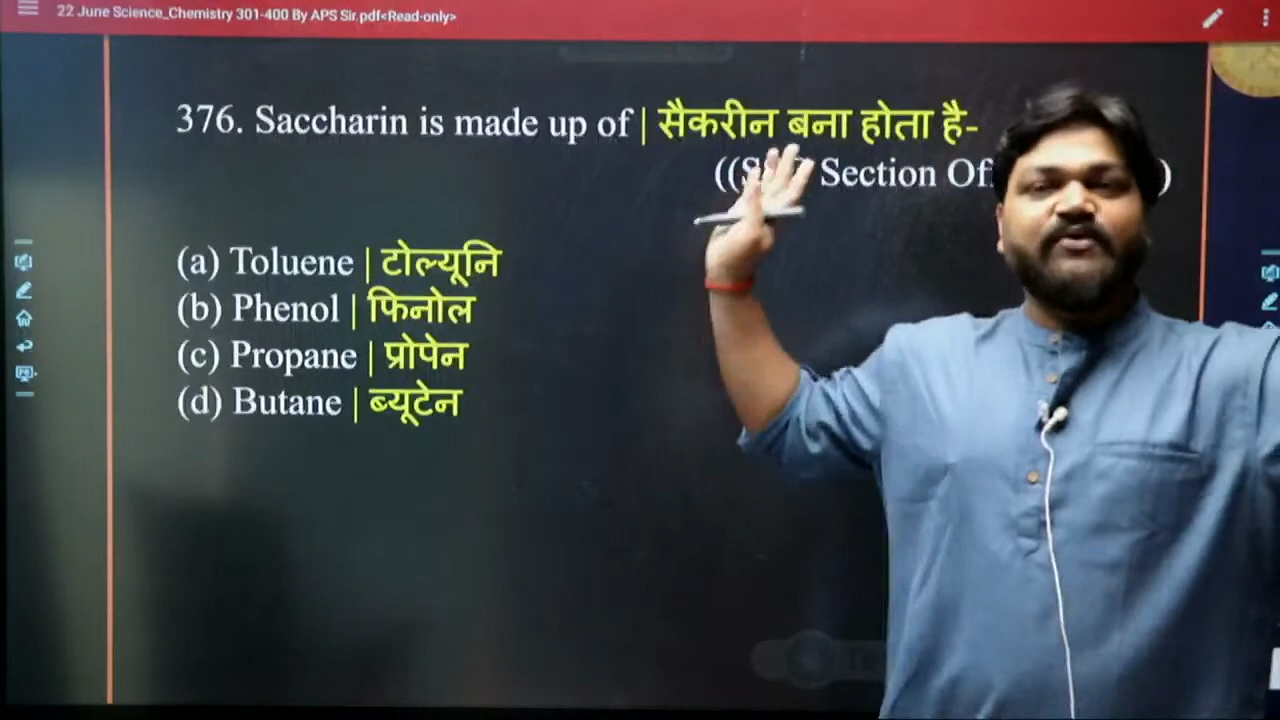 22 June Science_Chemistry 301-400 By APS Sir.pdf<Read-only>
376. Saccharin is made up of | सैकरीन बना होता है-
Section
(a) Toluene | टोल्यूनि
(b) Phenol | फिनोल
(c) Propane | प्रोपेन
(d) Butane | ब्यूटेन